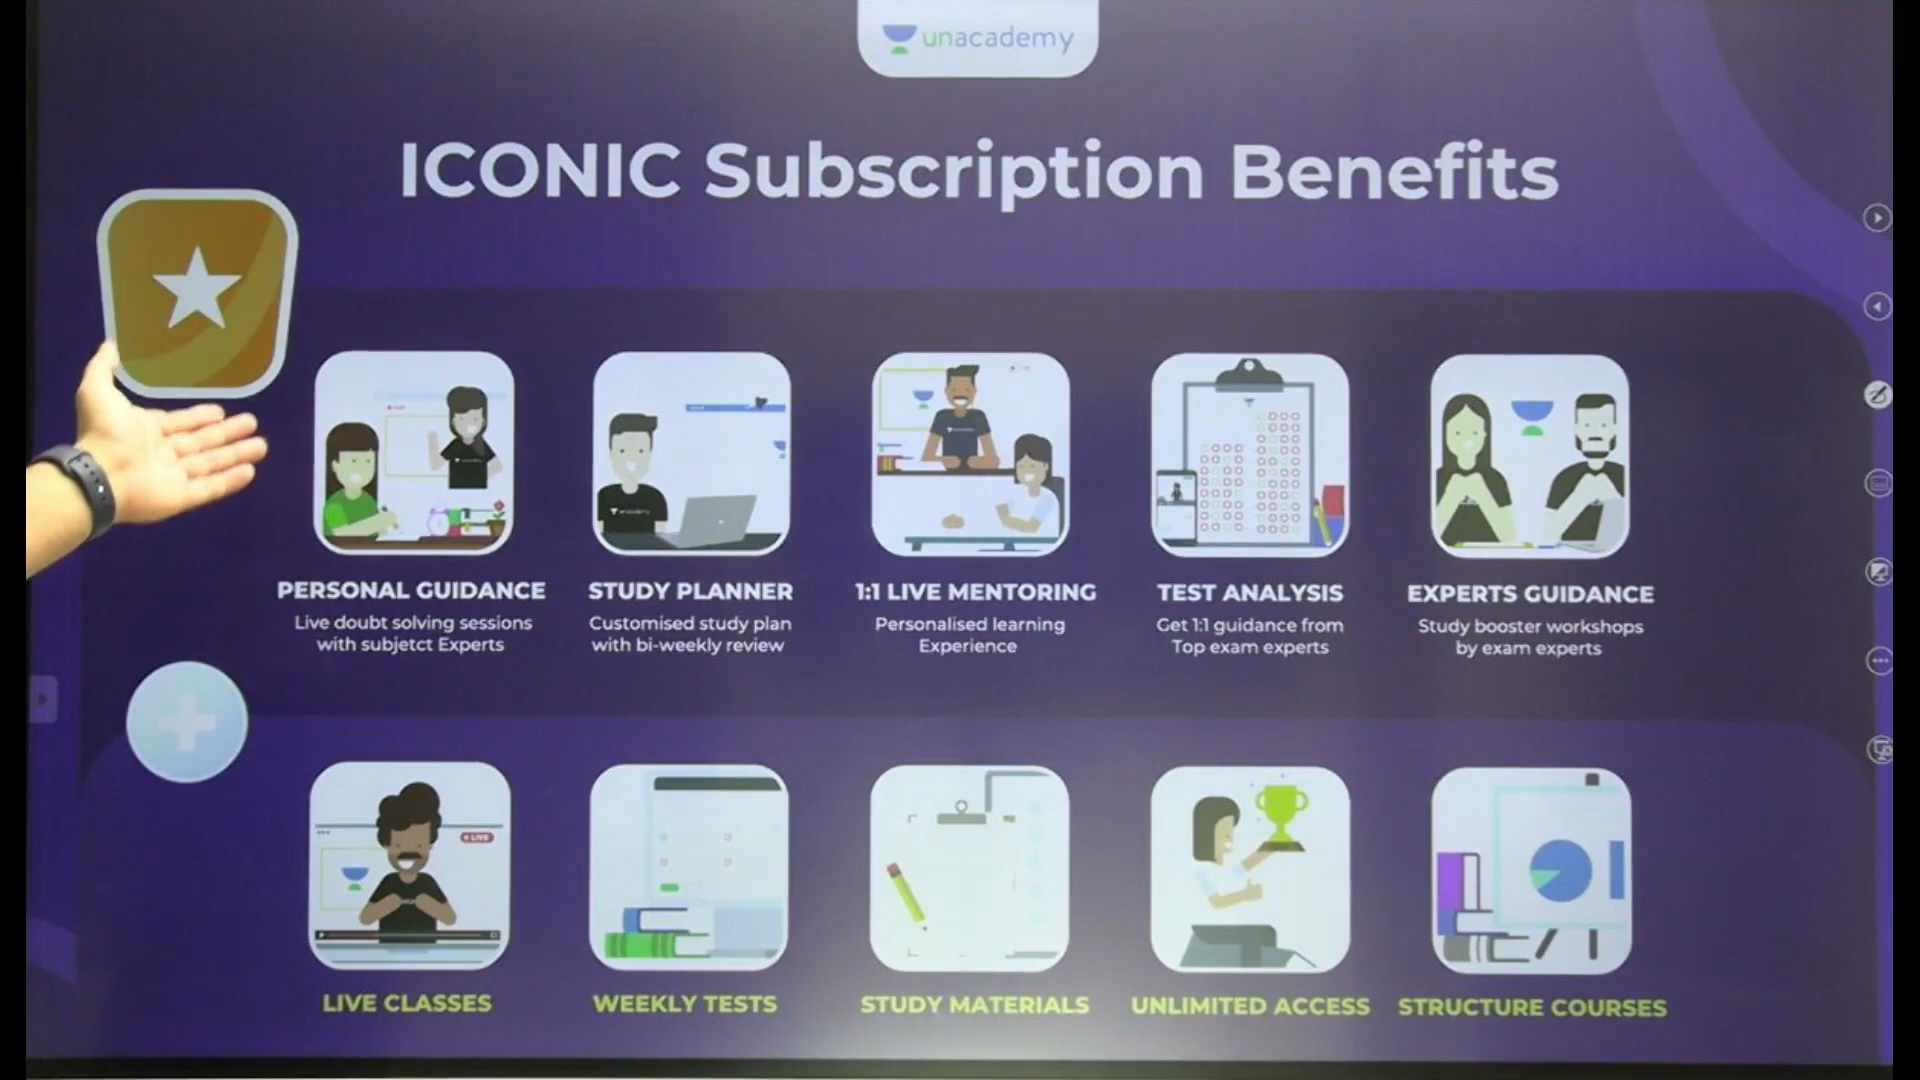 unacademy
ICONIC Subscription Benefits
PERSONAL GUIDANCE
Live doubt solving sessions
with subjetct Experts
STUDY PLANNER
Customised study plan
with bi-weekly review
1:1 LIVE MENTORING
Personalised learning
Experience
TEST ANALYSIS
Get 1:1 guidance from
Top exam experts
EXPERTS GUIDANCE
Study booster workshops
by exam experts
LIVE
LIVE CLASSES
WEEKLY TESTS
STUDY MATERIALS
UNLIMITED ACCESS
STRUCTURE COURSES